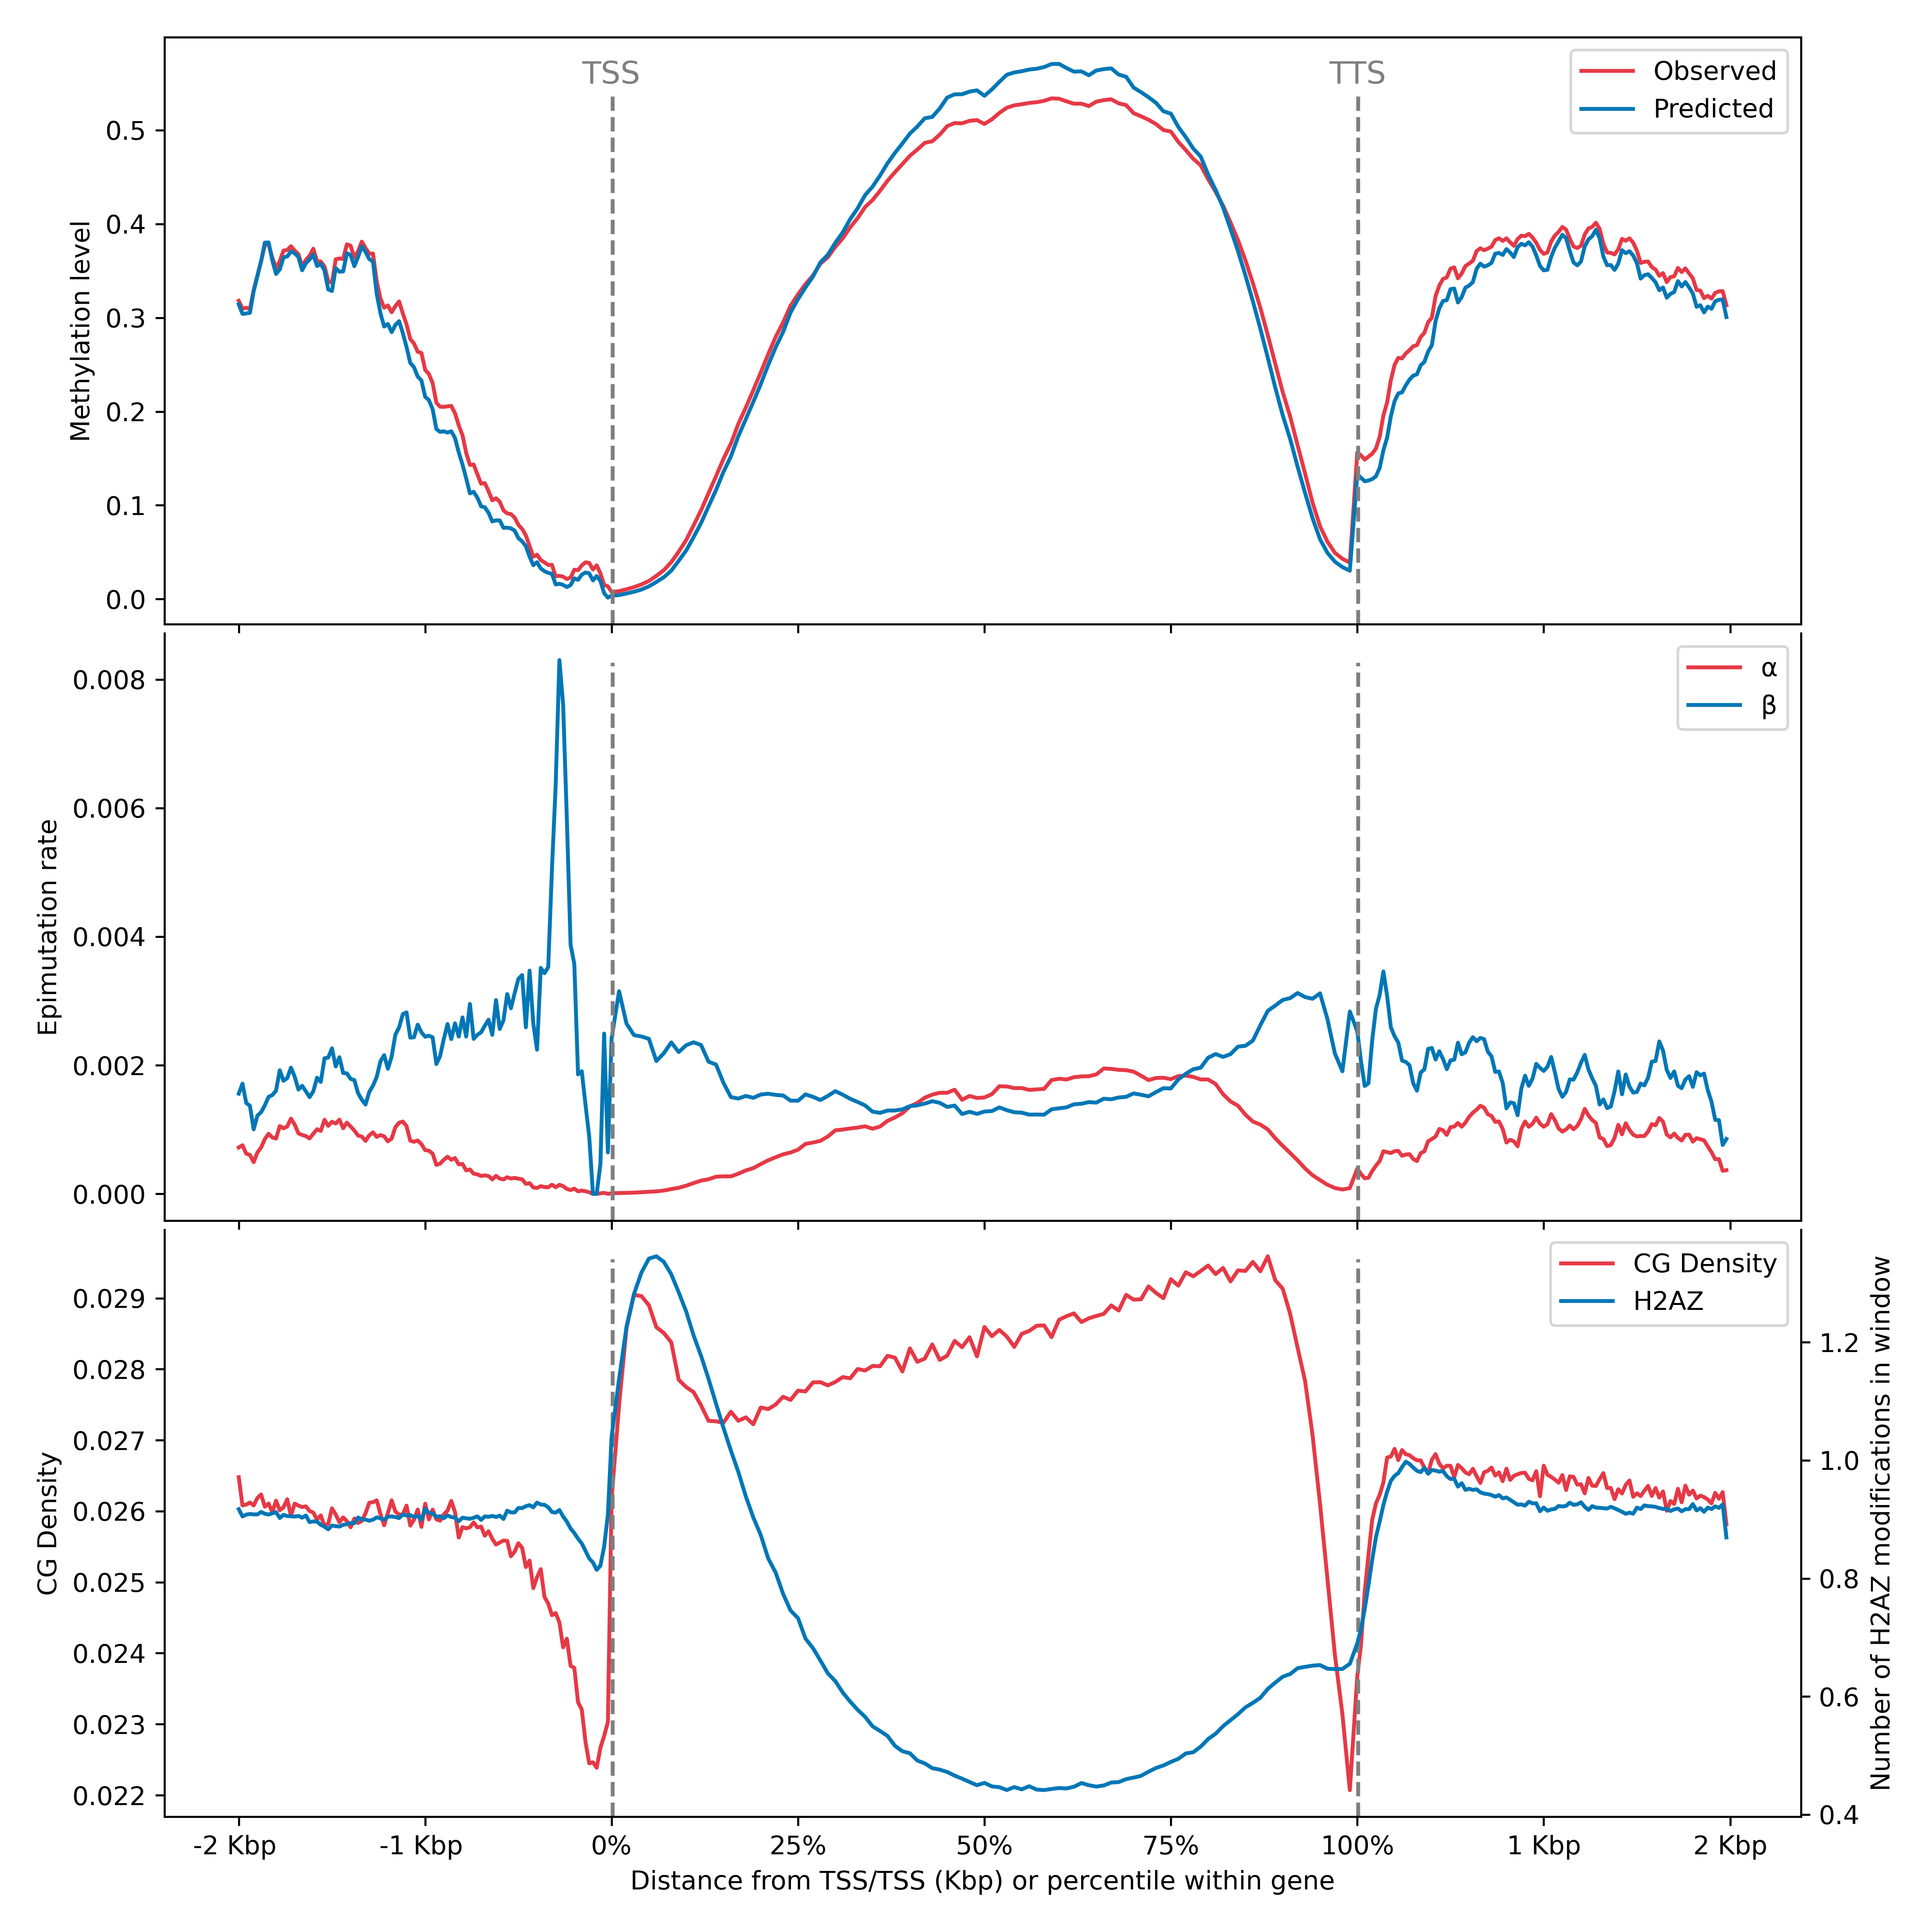 TSS
TTS
Observed
Predicted
Methylation level
0.5
0.4
0.3
0.2
0.1
0.0
α
β
Epimutation rate
0.008
0.006
0.004
0.002
0.000
CG Density
H2AZ
CG Density
0.029
0.028
0.027
0.026
0.025
0.024
0.023
0.022
Number of H2AZ modifications in window
1.2
1.0
0.8
0.6
0.4
-2 Kbp -1 Kbp 0% 25% 50% 75% 100% 1 Kbp 2 Kbp
Distance from TSS/TSS (Kbp) or percentile within gene